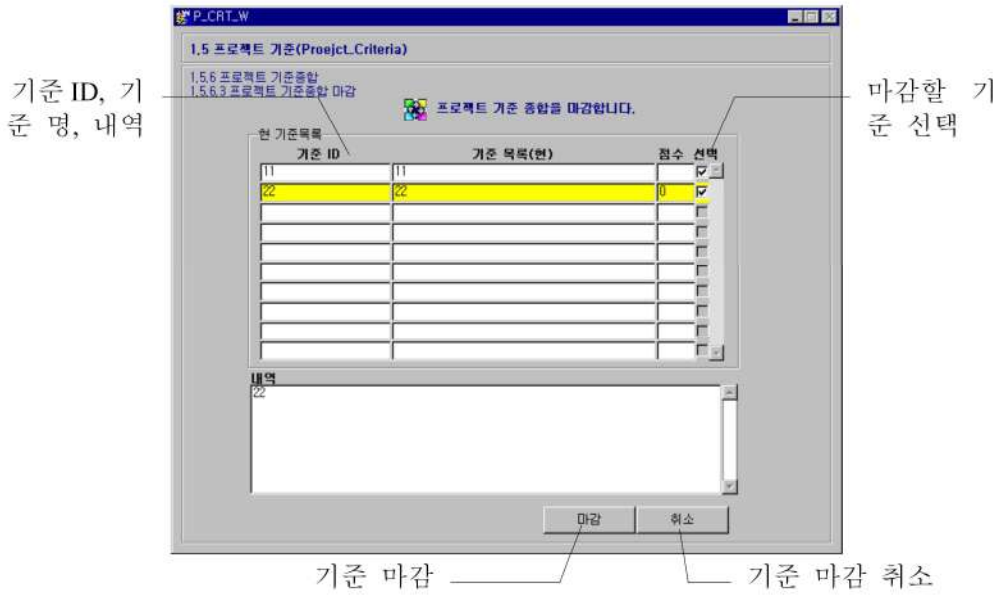 P_CRT_W
1.5 프로젝트 기준(Proejct_Criteria)
1.5.6 프로젝트 기준종합
1.5.6.3 프로젝트 기준종합 마감
프로젝트 기준 종합을 마감합니다.
기준 ID, 기
준 명, 내역
마감할 기
준 선택
현 기준목록
기준 ID 기준 목록(현) 점수 선택
11 11
22 22 0
내역
22
마감 취소
기준 마감 기준 마감 취소